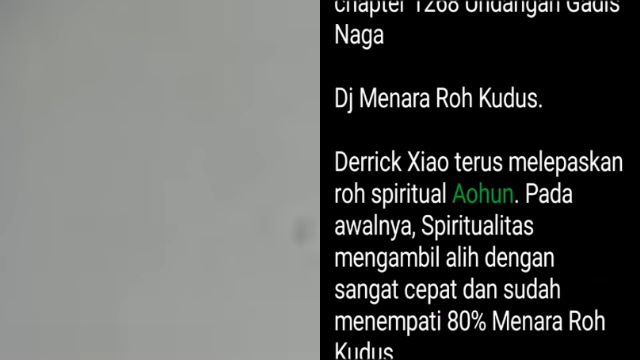 chapter 1268 Undangan Gadis
Naga
Dj Menara Roh Kudus.
Derrick Xiao terus melepaskan
roh spiritual Aohun. Pada
awalnya, Spiritualitas
mengambil alih dengan
sangat cepat dan sudah
menempati 80% Menara Roh
Kudus